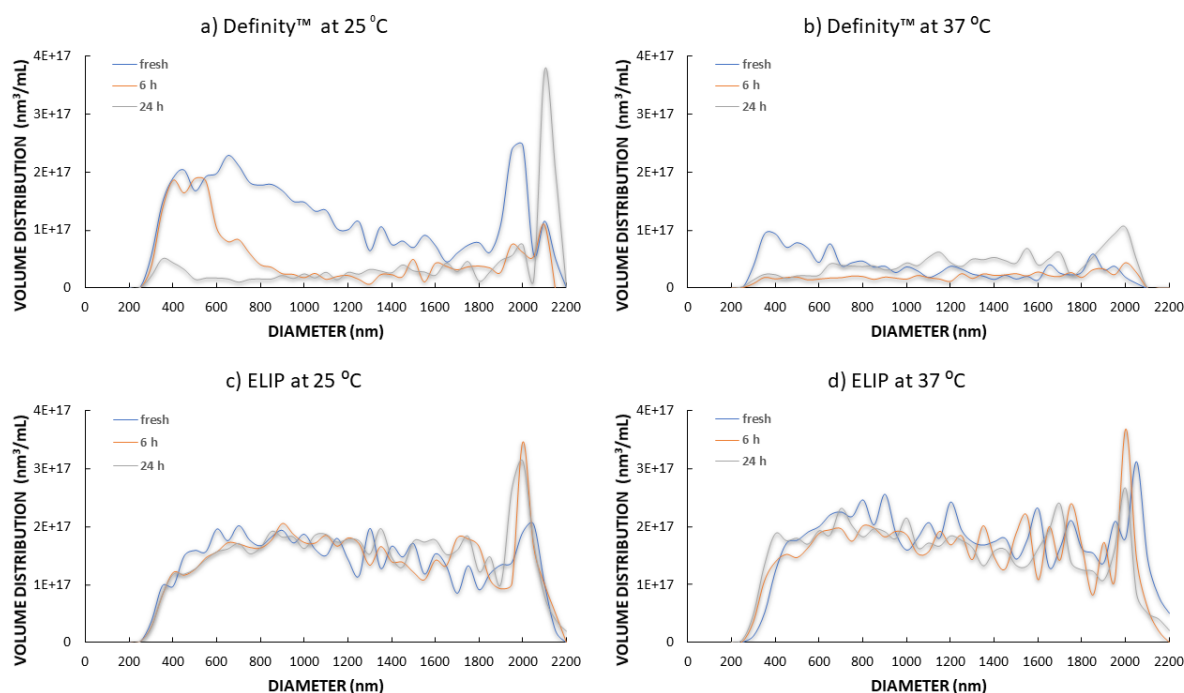 a) Definity™ at 25 ⁰C
4E+17
3E+17
2E+17
1E+17
0
VOLUME DISTRIBUTION (nm³/mL)
fresh
6 h
24 h
0 200 400 600 800 1000 1200 1400 1600 1800 2000 2200
DIAMETER (nm)
b) Definity™ at 37 ⁰C
4E+17
3E+17
2E+17
1E+17
0
VOLUME DISTRIBUTION (nm³/mL)
fresh
6 h
24 h
0 200 400 600 800 1000 1200 1400 1600 1800 2000 2200
DIAMETER (nm)
c) ELIP at 25 ⁰C
4E+17
3E+17
2E+17
1E+17
0
VOLUME DISTRIBUTION (nm³/mL)
fresh
6 h
24 h
0 200 400 600 800 1000 1200 1400 1600 1800 2000 2200
DIAMETER (nm)
d) ELIP at 37 ⁰C
4E+17
3E+17
2E+17
1E+17
0
VOLUME DISTRIBUTION (nm³/mL)
fresh
6 h
24 h
0 200 400 600 800 1000 1200 1400 1600 1800 2000 2200
DIAMETER (nm)